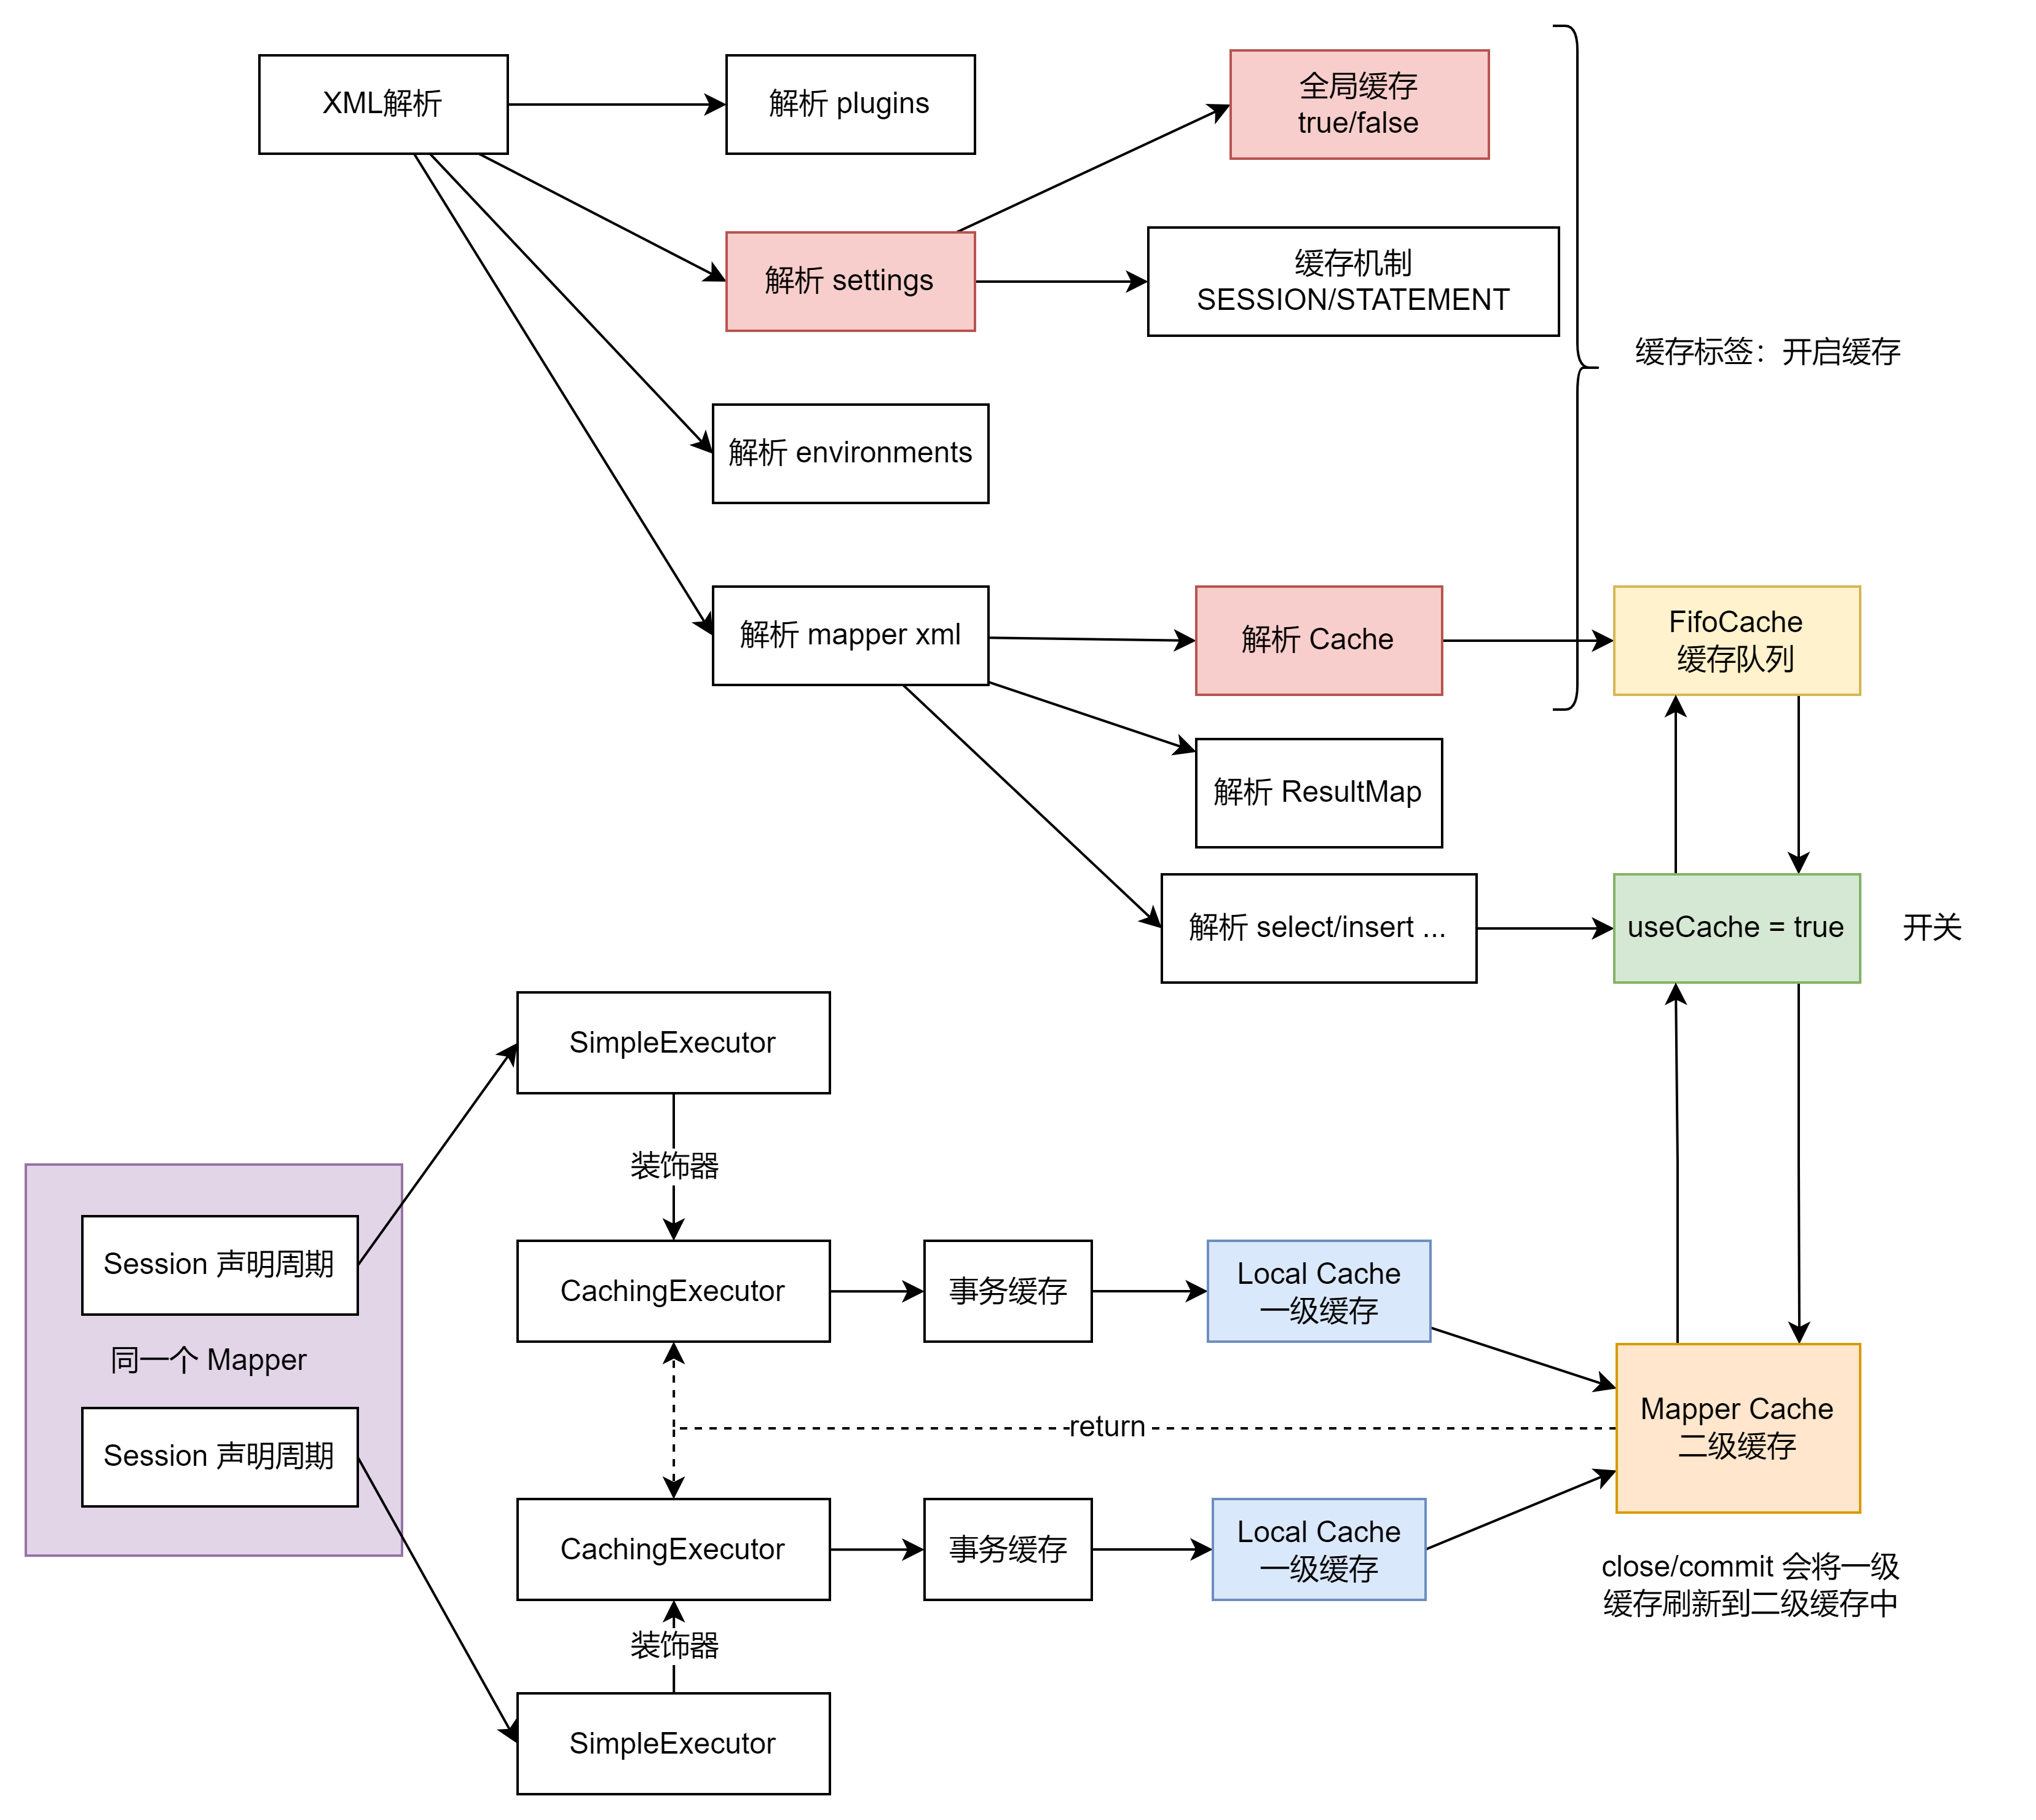 XML解析
解析 plugins
全局缓存
true/false
解析 settings
缓存机制
SESSION/STATEMENT
缓存标签：开启缓存
解析 environments
解析 mapper xml
解析 Cache
FifoCache
缓存队列
解析 ResultMap
解析 select/insert ...
useCache = true
开关
SimpleExecutor
装饰器
Session 声明周期
CachingExecutor
事务缓存
Local Cache
一级缓存
同一个 Mapper
return
Mapper Cache
二级缓存
Session 声明周期
CachingExecutor
事务缓存
Local Cache
一级缓存
close/commit 会将一级
缓存刷新到二级缓存中
装饰器
SimpleExecutor